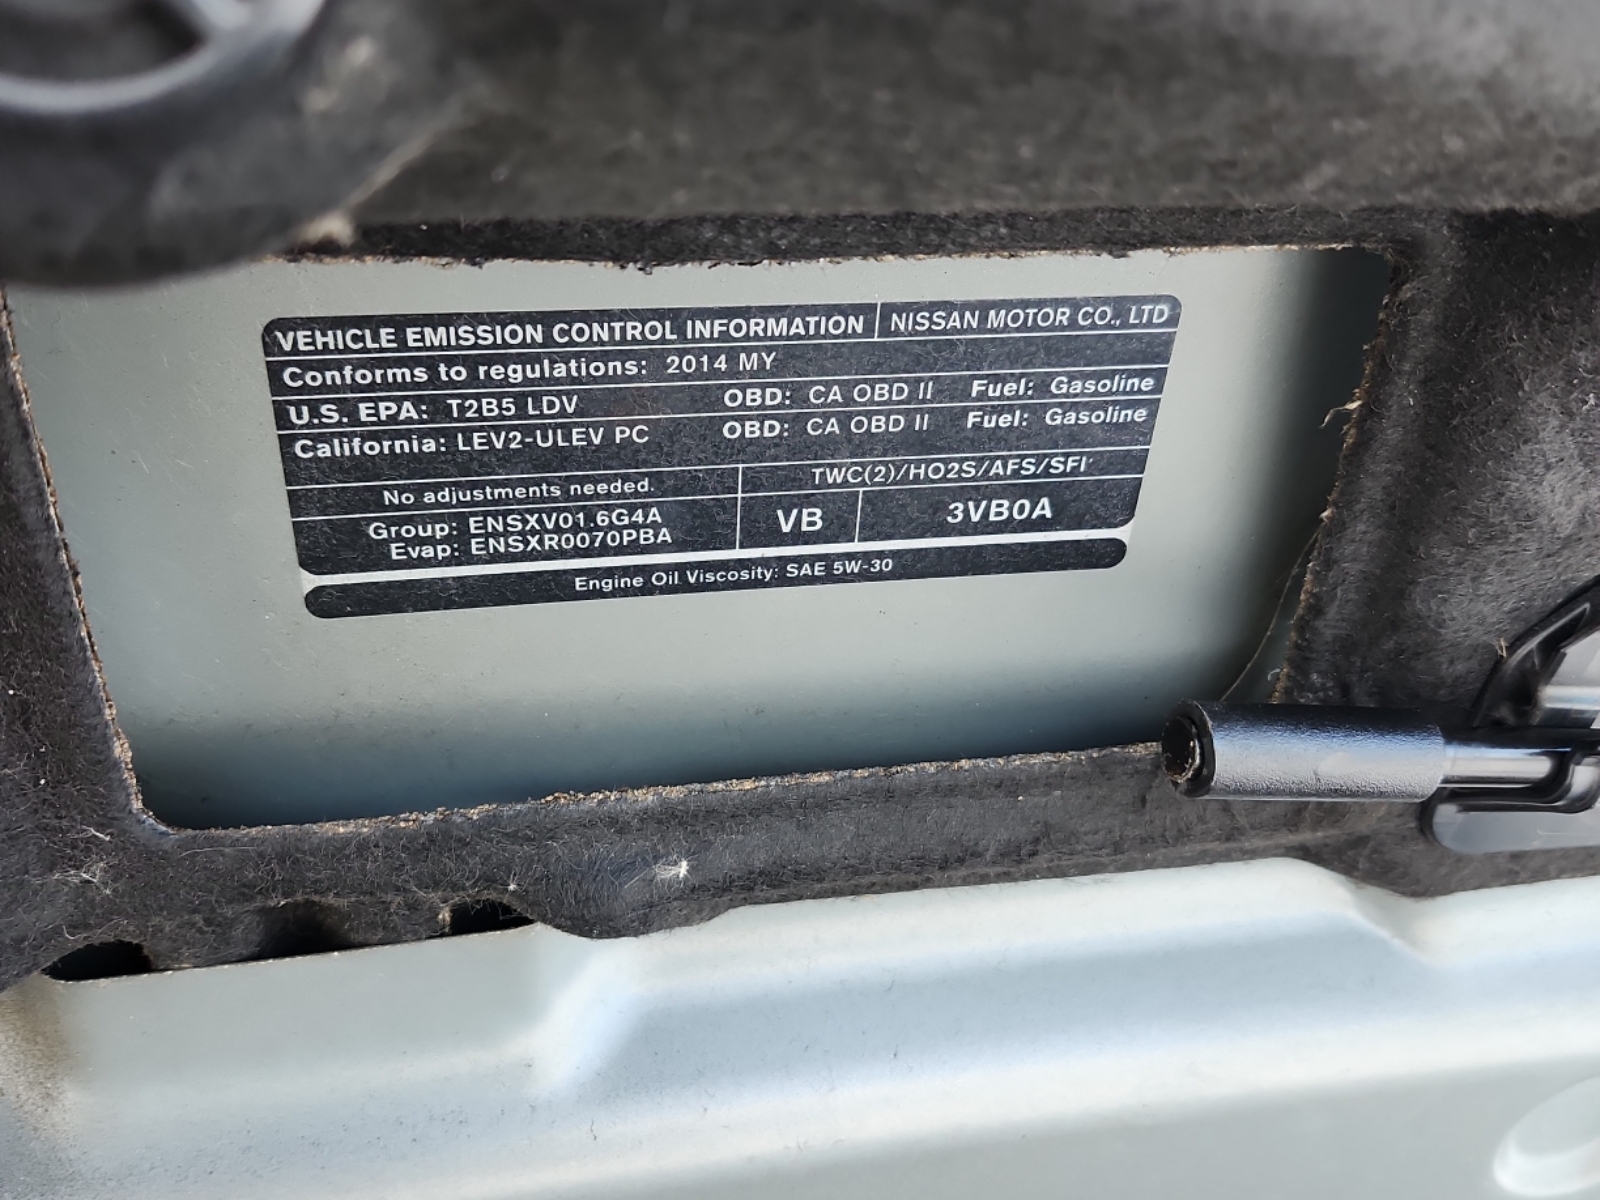 VEHICLE EMISSION CONTROL INFORMATION NISSAN MOTOR CO., LTD
Conforms to regulations: 2014 MY
U.S. EPA: T2B5 LDV OBD: CA OBD II Fuel: Gasoline
California: LEV2-ULEV PC OBD: CA OBD II Fuel: Gasoline
No adjustments needed. TWC(2)/HO2S/AFS/SFI
Group: ENSXV01.6G4A VB 3VB0A
Evap: ENSXR0070PBA
Engine Oil Viscosity: SAE 5W-30